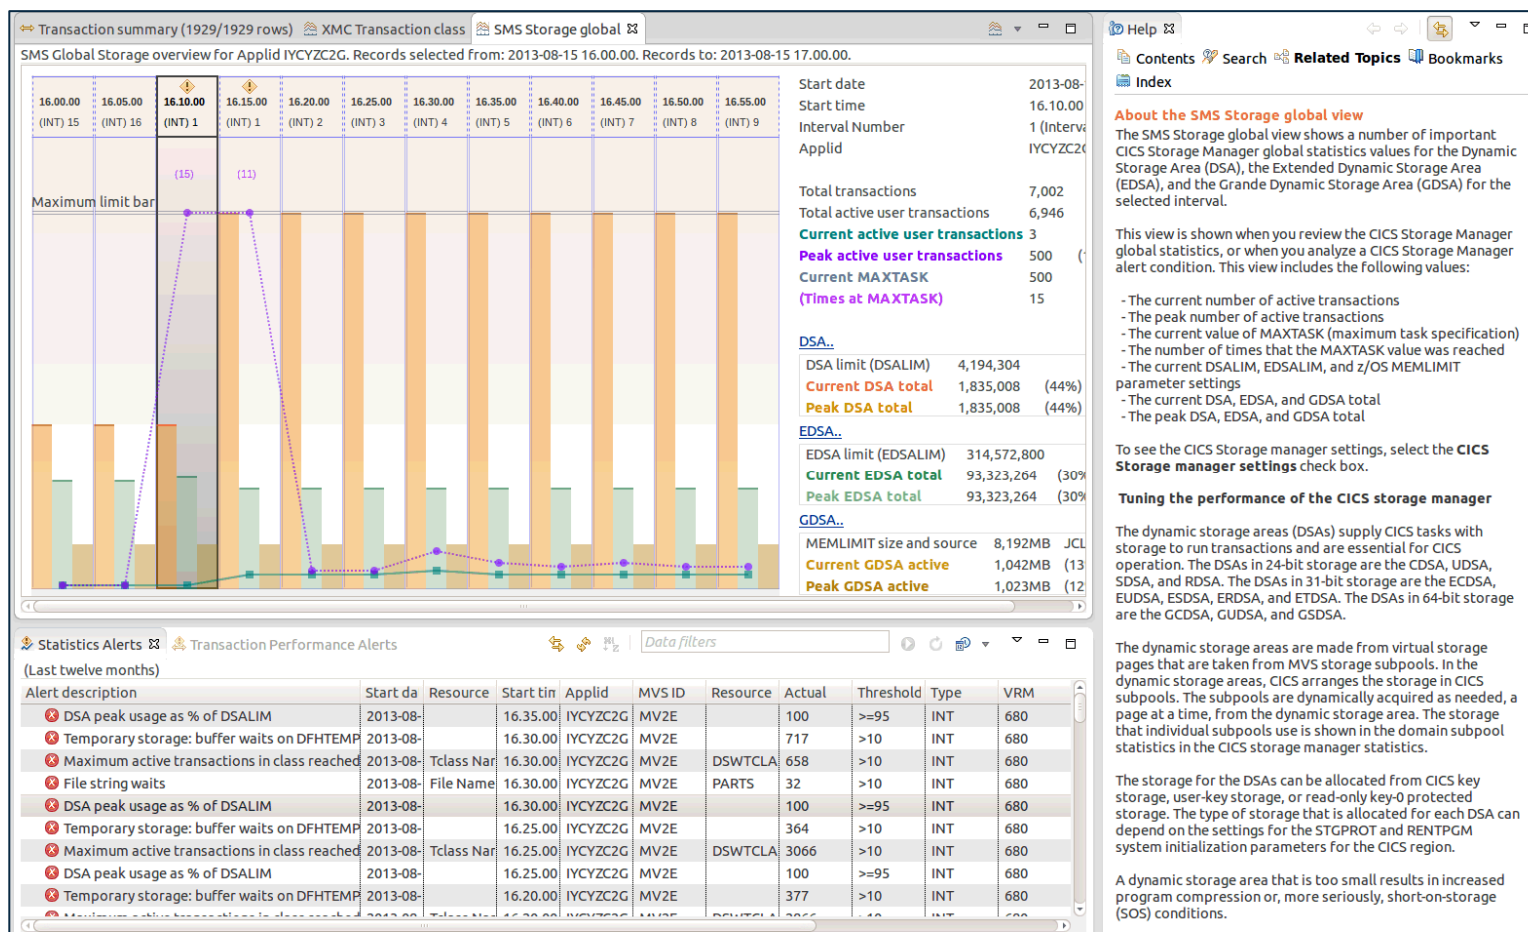 Transaction summary (1929/1929 rows) XMC Transaction class SMS Storage global
SMS Global Storage overview for Applid IYCYZC2G. Records selected from: 2013-08-15 16.00.00. Records to: 2013-08-15 17.00.00.
16.00.00 16.05.00 16.10.00 16.15.00 16.20.00 16.25.00 16.30.00 16.35.00 16.40.00 16.45.00 16.50.00 16.55.00
(INT) 15 (INT) 16 (INT) 1 (INT) 1 (INT) 2 (INT) 3 (INT) 4 (INT) 5 (INT) 6 (INT) 7 (INT) 8 (INT) 9
(15) (11)
Maximum limit bar
Start date 2013-08-
Start time 16.10.00
Interval Number 1 (Interva
Applid IYCYZC2G
Total transactions 7,002
Total active user transactions 6,946
Current active user transactions 3
Peak active user transactions 500 (1
Current MAXTASK 500
(Times at MAXTASK) 15
DSA..
DSA limit (DSALIM) 4,194,304
Current DSA total 1,835,008 (44%)
Peak DSA total 1,835,008 (44%)
EDSA..
EDSA limit (EDSALIM) 314,572,800
Current EDSA total 93,323,264 (30%
Peak EDSA total 93,323,264 (30%
GDSA..
MEMLIMIT size and source 8,192MB JCL
Current GDSA active 1,042MB (13
Peak GDSA active 1,023MB (12
Statistics Alerts Transaction Performance Alerts Data filters
(Last twelve months)
Alert description Start da Resource Start tim Applid MVS ID Resource Actual Threshold Type VRM
DSA peak usage as % of DSALIM 2013-08- 16.35.00 IYCYZC2G MV2E 100 >=95 INT 680
Temporary storage: buffer waits on DFHTEMP 2013-08- 16.30.00 IYCYZC2G MV2E 717 >10 INT 680
Maximum active transactions in class reached 2013-08- Tclass Nar 16.30.00 IYCYZC2G MV2E DSWTCLA 658 >10 INT 680
File string waits 2013-08- File Name 16.30.00 IYCYZC2G MV2E PARTS 32 >10 INT 680
DSA peak usage as % of DSALIM 2013-08- 16.30.00 IYCYZC2G MV2E 100 >=95 INT 680
Temporary storage: buffer waits on DFHTEMP 2013-08- 16.25.00 IYCYZC2G MV2E 364 >10 INT 680
Maximum active transactions in class reached 2013-08- Tclass Nar 16.25.00 IYCYZC2G MV2E DSWTCLA 3066 >10 INT 680
DSA peak usage as % of DSALIM 2013-08- 16.25.00 IYCYZC2G MV2E 100 >=95 INT 680
Temporary storage: buffer waits on DFHTEMP 2013-08- 16.20.00 IYCYZC2G MV2E 377 >10 INT 680
Help
Contents Search Related Topics Bookmarks
Index
About the SMS Storage global view
The SMS Storage global view shows a number of important
CICS Storage Manager global statistics values for the Dynamic
Storage Area (DSA), the Extended Dynamic Storage Area
(EDSA), and the Grande Dynamic Storage Area (GDSA) for the
selected interval.
This view is shown when you review the CICS Storage Manager
global statistics, or when you analyze a CICS Storage Manager
alert condition. This view includes the following values:
- The current number of active transactions
- The peak number of active transactions
- The current value of MAXTASK (maximum task specification)
- The number of times that the MAXTASK value was reached
- The current DSALIM, EDSALIM, and z/OS MEMLIMIT
parameter settings
- The current DSA, EDSA, and GDSA total
- The peak DSA, EDSA, and GDSA total
To see the CICS Storage manager settings, select the CICS
Storage manager settings check box.
Tuning the performance of the CICS storage manager
The dynamic storage areas (DSAs) supply CICS tasks with
storage to run transactions and are essential for CICS
operation. The DSAs in 24-bit storage are the CDSA, UDSA,
SDSA, and RDSA. The DSAs in 31-bit storage are the ECDSA,
EUDSA, ESDSA, ERDSA, and ETDSA. The DSAs in 64-bit storage
are the GCDSA, GUDSA, and GSDSA.
The dynamic storage areas are made from virtual storage
pages that are taken from MVS storage subpools. In the
dynamic storage areas, CICS arranges the storage in CICS
subpools. The subpools are dynamically acquired as needed, a
page at a time, from the dynamic storage area. The storage
that individual subpools use is shown in the domain subpool
statistics in the CICS storage manager statistics.
The storage for the DSAs can be allocated from CICS key
storage, user-key storage, or read-only key-0 protected
storage. The type of storage that is allocated for each DSA can
depend on the settings for the STGPROT and RENTPGM
system initialization parameters for the CICS region.
A dynamic storage area that is too small results in increased
program compression or, more seriously, short-on-storage
(SOS) conditions.